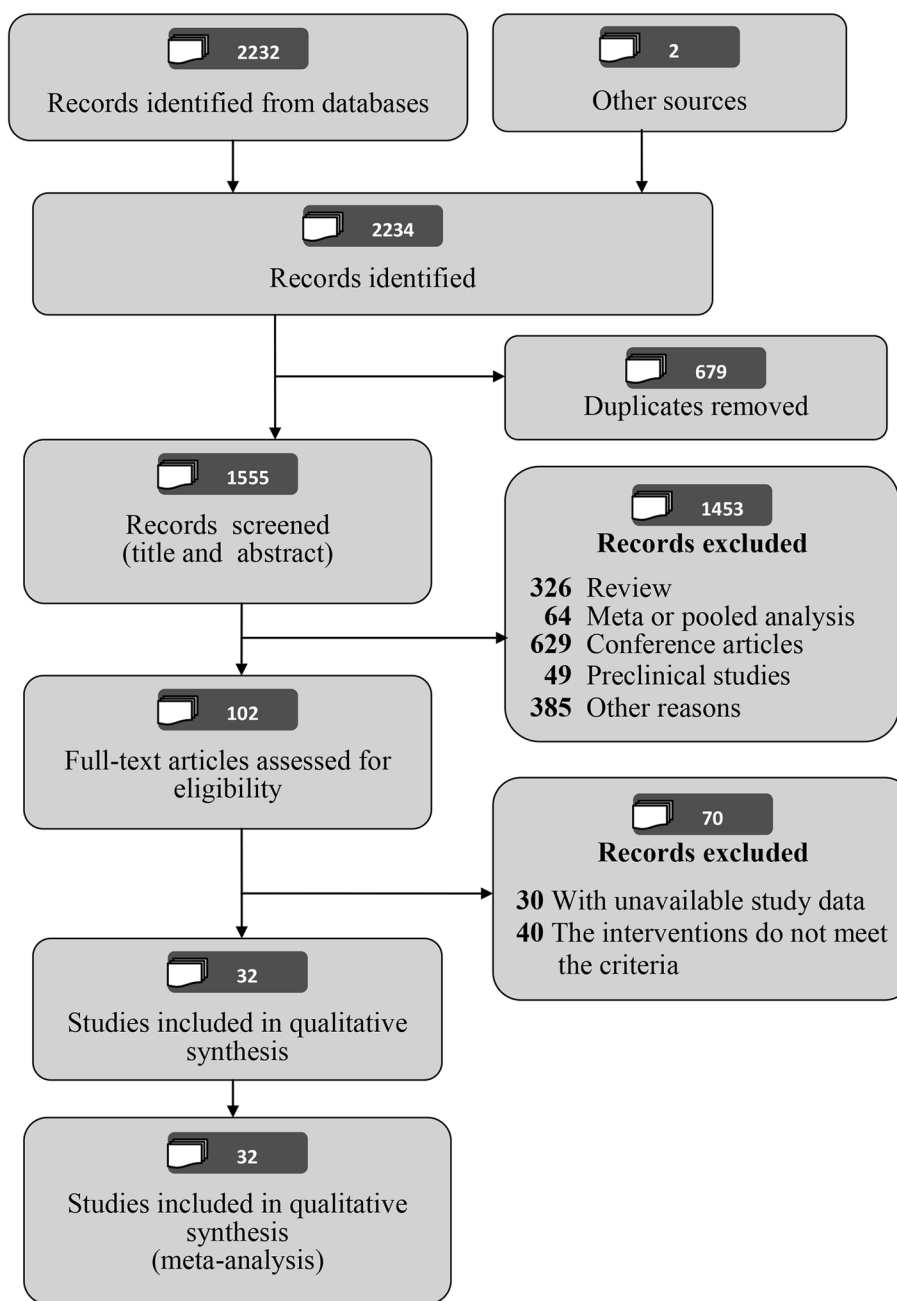 2232
Records identified from databases
2
Other sources
2234
Records identified
679
Duplicates removed
1555
Records screened
(title and abstract)
1453
Records excluded
326 Review
64 Meta or pooled analysis
629 Conference articles
49 Preclinical studies
385 Other reasons
102
Full-text articles assessed for
eligibility
70
Records excluded
30 With unavailable study data
40 The interventions do not meet
the criteria
32
Studies included in qualitative
synthesis
32
Studies included in qualitative
synthesis
(meta-analysis)